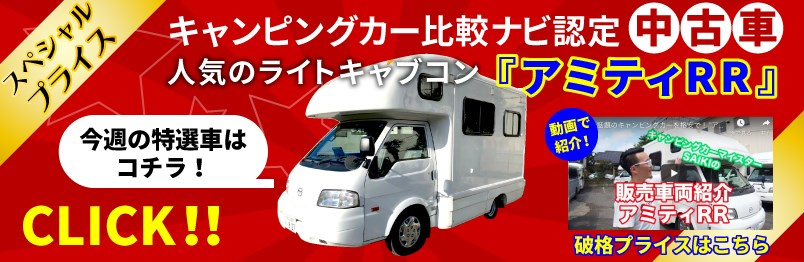 スペシャル
プライス
キャンピングカー比較ナビ認定 中古車
人気のライトキャブコン『アミティRR』
今週の特選車は
コチラ！
CLICK!!
動画で
紹介！
キャンピングカーマイスター
SAIKIの
販売車両紹介
アミティRR
破格プライスはこちら